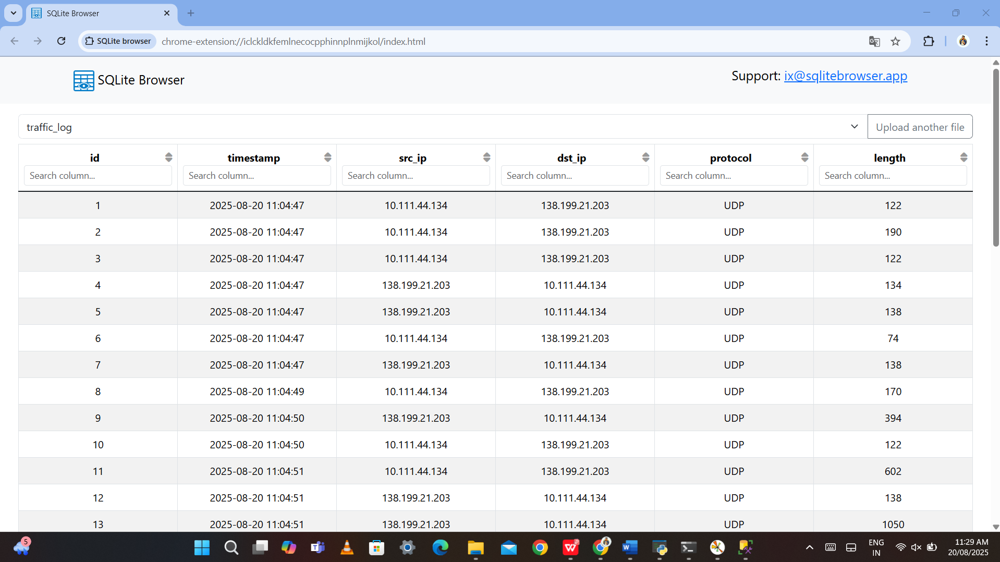 SQLite Browser
SQLite browser chrome-extension://iclckldkfemlnecocpphinnplnmijkol/index.html
SQLite Browser
Support: ix@sqlitebrowser.app
traffic_log
Upload another file
id timestamp src_ip dst_ip protocol length
Search column... Search column... Search column... Search column... Search column... Search column...
1 2025-08-20 11:04:47 10.111.44.134 138.199.21.203 UDP 122
2 2025-08-20 11:04:47 10.111.44.134 138.199.21.203 UDP 190
3 2025-08-20 11:04:47 10.111.44.134 138.199.21.203 UDP 122
4 2025-08-20 11:04:47 138.199.21.203 10.111.44.134 UDP 134
5 2025-08-20 11:04:47 138.199.21.203 10.111.44.134 UDP 138
6 2025-08-20 11:04:47 10.111.44.134 138.199.21.203 UDP 74
7 2025-08-20 11:04:47 138.199.21.203 10.111.44.134 UDP 138
8 2025-08-20 11:04:49 10.111.44.134 138.199.21.203 UDP 170
9 2025-08-20 11:04:50 138.199.21.203 10.111.44.134 UDP 394
10 2025-08-20 11:04:50 10.111.44.134 138.199.21.203 UDP 122
11 2025-08-20 11:04:51 10.111.44.134 138.199.21.203 UDP 602
12 2025-08-20 11:04:51 138.199.21.203 10.111.44.134 UDP 138
13 2025-08-20 11:04:51 138.199.21.203 10.111.44.134 UDP 1050
5
ENG
IN
11:29 AM
20/08/2025